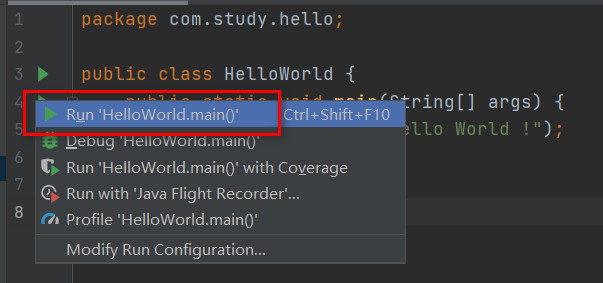 1 package com.study.hello;
2
3 public class HelloWorld {
4 public static void main(String[] args) {
Run 'HelloWorld.main()' Ctrl+Shift+F10
5 ello World !");
Debug 'HelloWorld.main()'
6
Run 'HelloWorld.main()' with Coverage
7
Run with 'Java Flight Recorder'...
8
Profile 'HelloWorld.main()'
Modify Run Configuration...